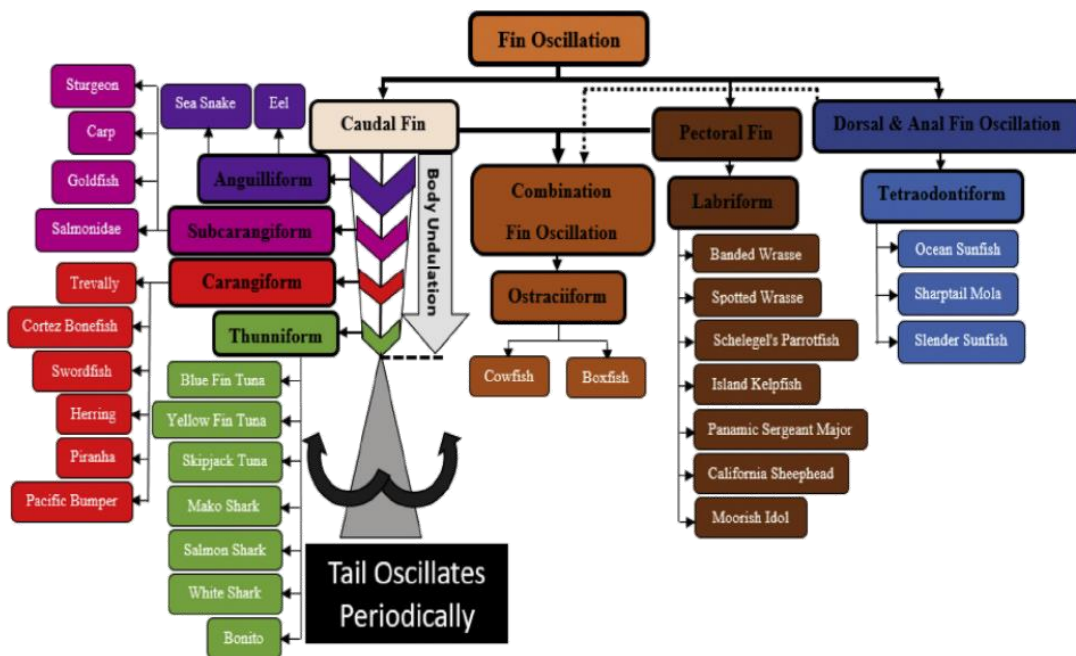 Fin Oscillation
Caudal Fin
Pectoral Fin
Dorsal & Anal Fin Oscillation
Sturgeon
Carp
Goldfish
Salmonidae
Sea Snake
Eel
Anguilliform
Subcarangiform
Carangiform
Thunniform
Body Undulation
Trevally
Cortez Bonefish
Swordfish
Herring
Piranha
Pacific Bumper
Blue Fin Tuna
Yellow Fin Tuna
Skipjack Tuna
Mako Shark
Salmon Shark
White Shark
Bonito
Tail Oscillates
Periodically
Combination
Fin Oscillation
Ostraciiform
Cowfish
Boxfish
Labriform
Banded Wrasse
Spotted Wrasse
Schelegel's Parrotfish
Island Kelpfish
Panamic Sergeant Major
California Sheephead
Moorish Idol
Tetraodontiform
Ocean Sunfish
Sharptail Mola
Slender Sunfish